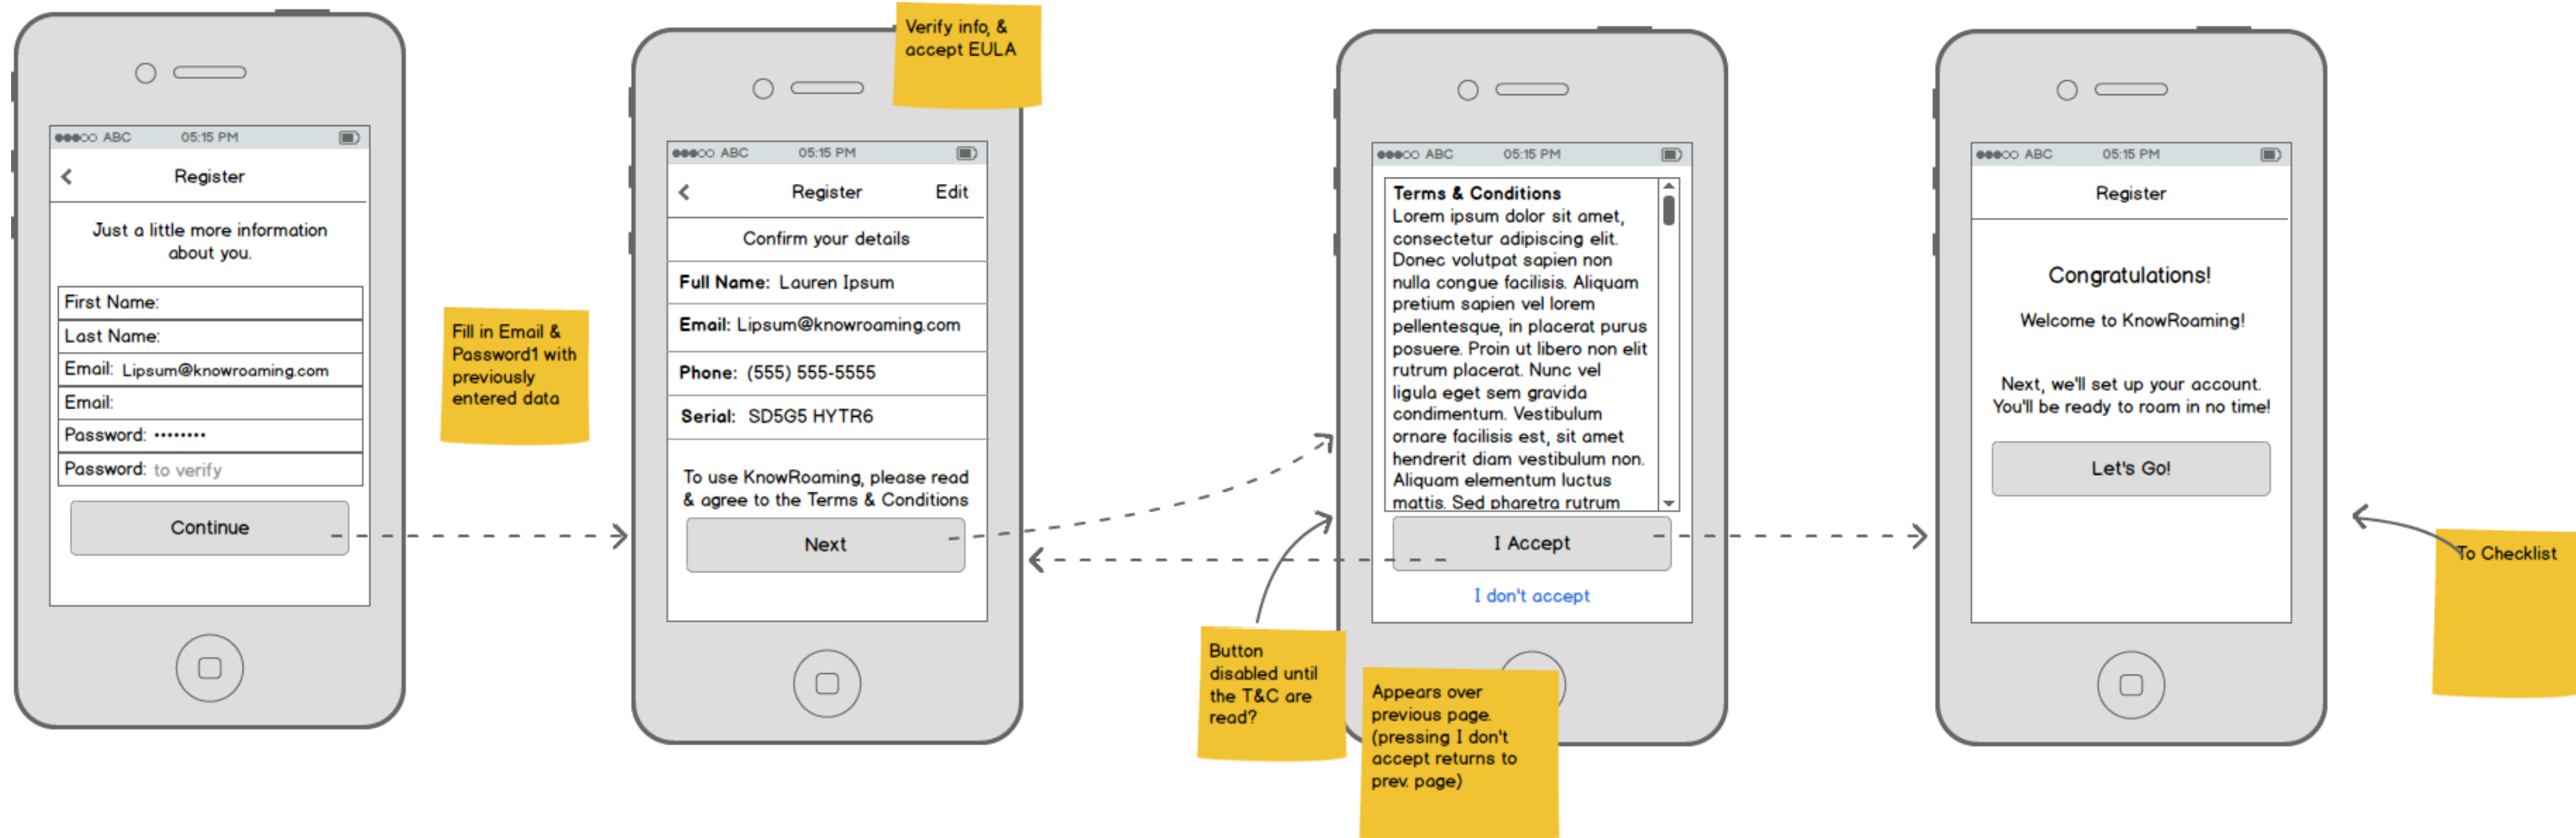 ABC 05:15 PM
Register
Just a little more information
about you.
First Name:
Last Name:
Email: Lipsum@knowroaming.com
Email:
Password: ••••••••
Password: to verify
Continue
Fill in Email &
Password1 with
previously
entered data
Verify info, &
accept EULA
ABC 05:15 PM
Register Edit
Confirm your details
Full Name: Lauren Ipsum
Email: Lipsum@knowroaming.com
Phone: (555) 555-5555
Serial: SD5G5 HYTR6
To use KnowRoaming, please read
& agree to the Terms & Conditions
Next
ABC 05:15 PM
Terms & Conditions
Lorem ipsum dolor sit amet,
consectetur adipiscing elit.
Donec volutpat sapien non
nulla congue facilisis. Aliquam
pretium sapien vel lorem
pellentesque, in placerat purus
posuere. Proin ut libero non elit
rutrum placerat. Nunc vel
ligula eget sem gravida
condimentum. Vestibulum
ornare facilisis est, sit amet
hendrerit diam vestibulum non.
Aliquam elementum luctus
mattis. Sed pharetra rutrum
I Accept
I don't accept
Button
disabled until
the T&C are
read?
Appears over
previous page.
(pressing I don't
accept returns to
prev. page)
ABC 05:15 PM
Register
Congratulations!
Welcome to KnowRoaming!
Next, we'll set up your account.
You'll be ready to roam in no time!
Let's Go!
To Checklist